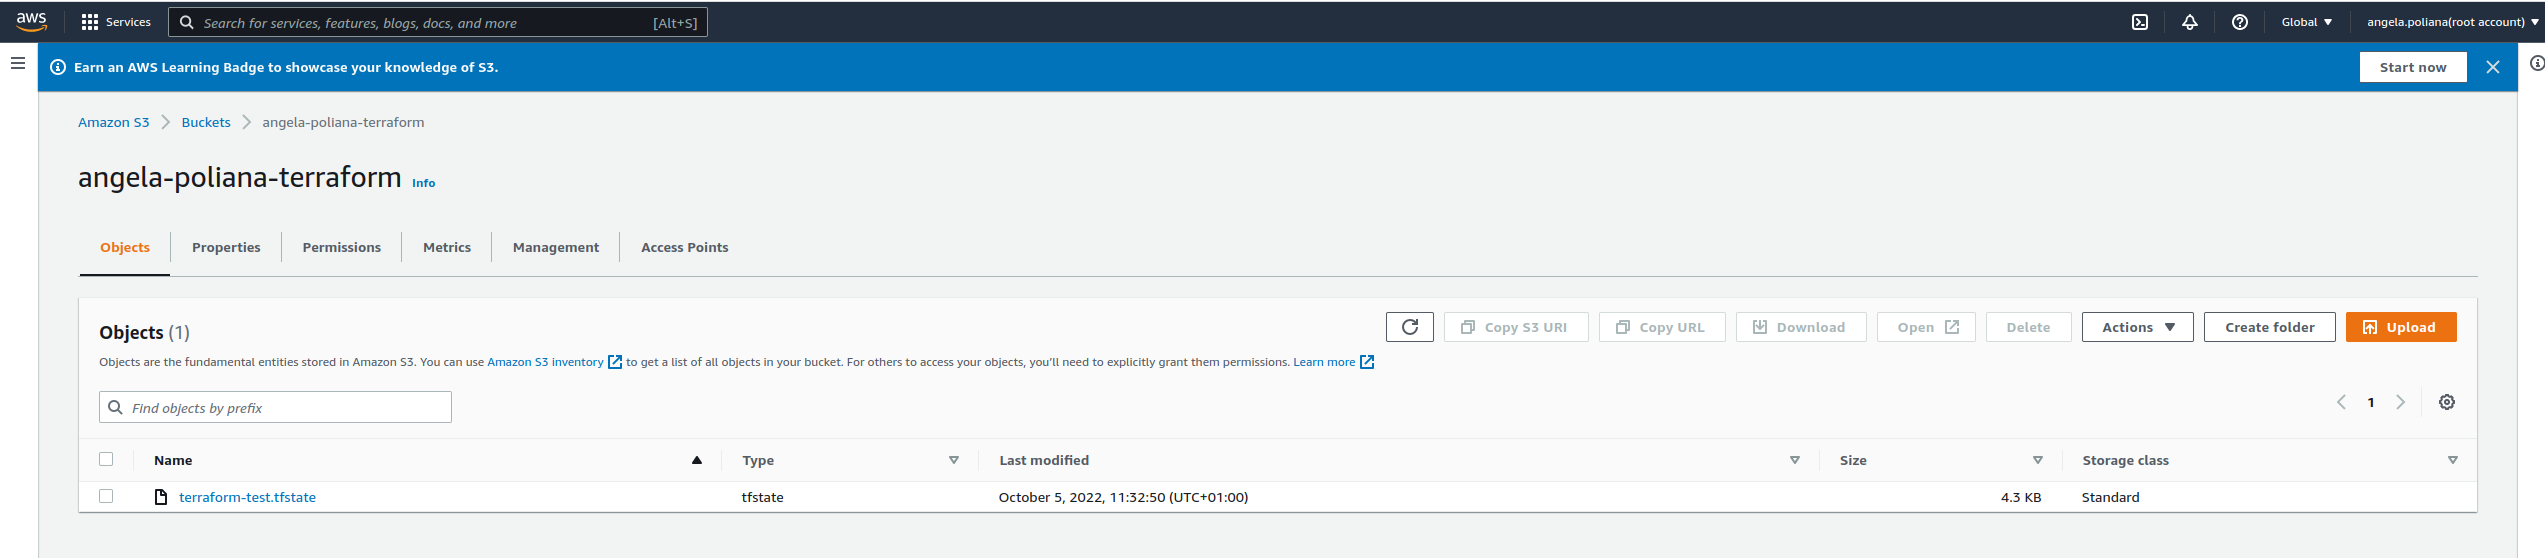 aws Services Search for services, features, blogs, docs, and more [Alt+S] Global angela.poliana(root account)
Earn an AWS Learning Badge to showcase your knowledge of S3. Start now
Amazon S3 Buckets angela-poliana-terraform
angela-poliana-terraform Info
Objects Properties Permissions Metrics Management Access Points
Objects (1) Copy S3 URI Copy URL Download Open Delete Actions Create folder Upload
Objects are the fundamental entities stored in Amazon S3. You can use Amazon S3 inventory to get a list of all objects in your bucket. For others to access your objects, you'll need to explicitly grant them permissions. Learn more
Find objects by prefix 1
Name Type Last modified Size Storage class
terraform-test.tfstate tfstate October 5, 2022, 11:32:50 (UTC+01:00) 4.3 KB Standard